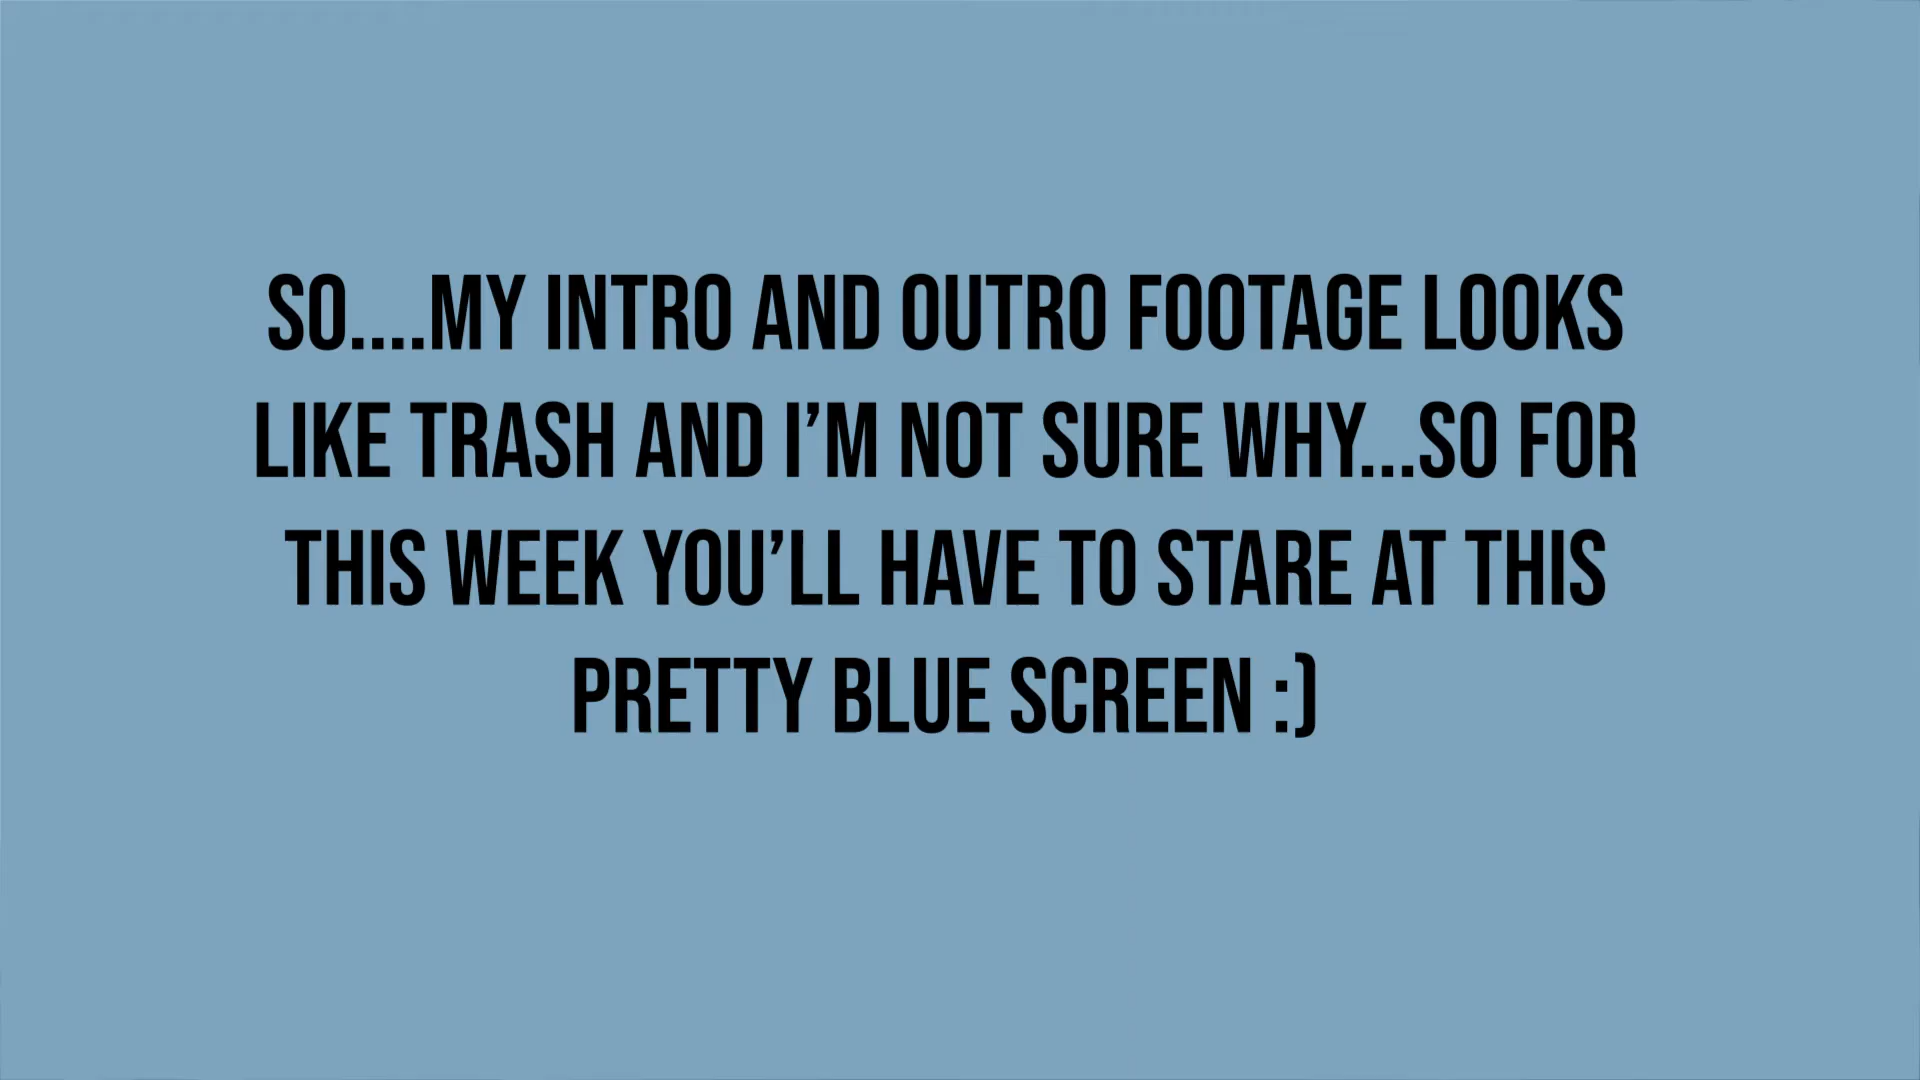 SO....MY INTRO AND OUTRO FOOTAGE LOOKS
LIKE TRASH AND I’M NOT SURE WHY...SO FOR
THIS WEEK YOU’LL HAVE TO STARE AT THIS
PRETTY BLUE SCREEN :)